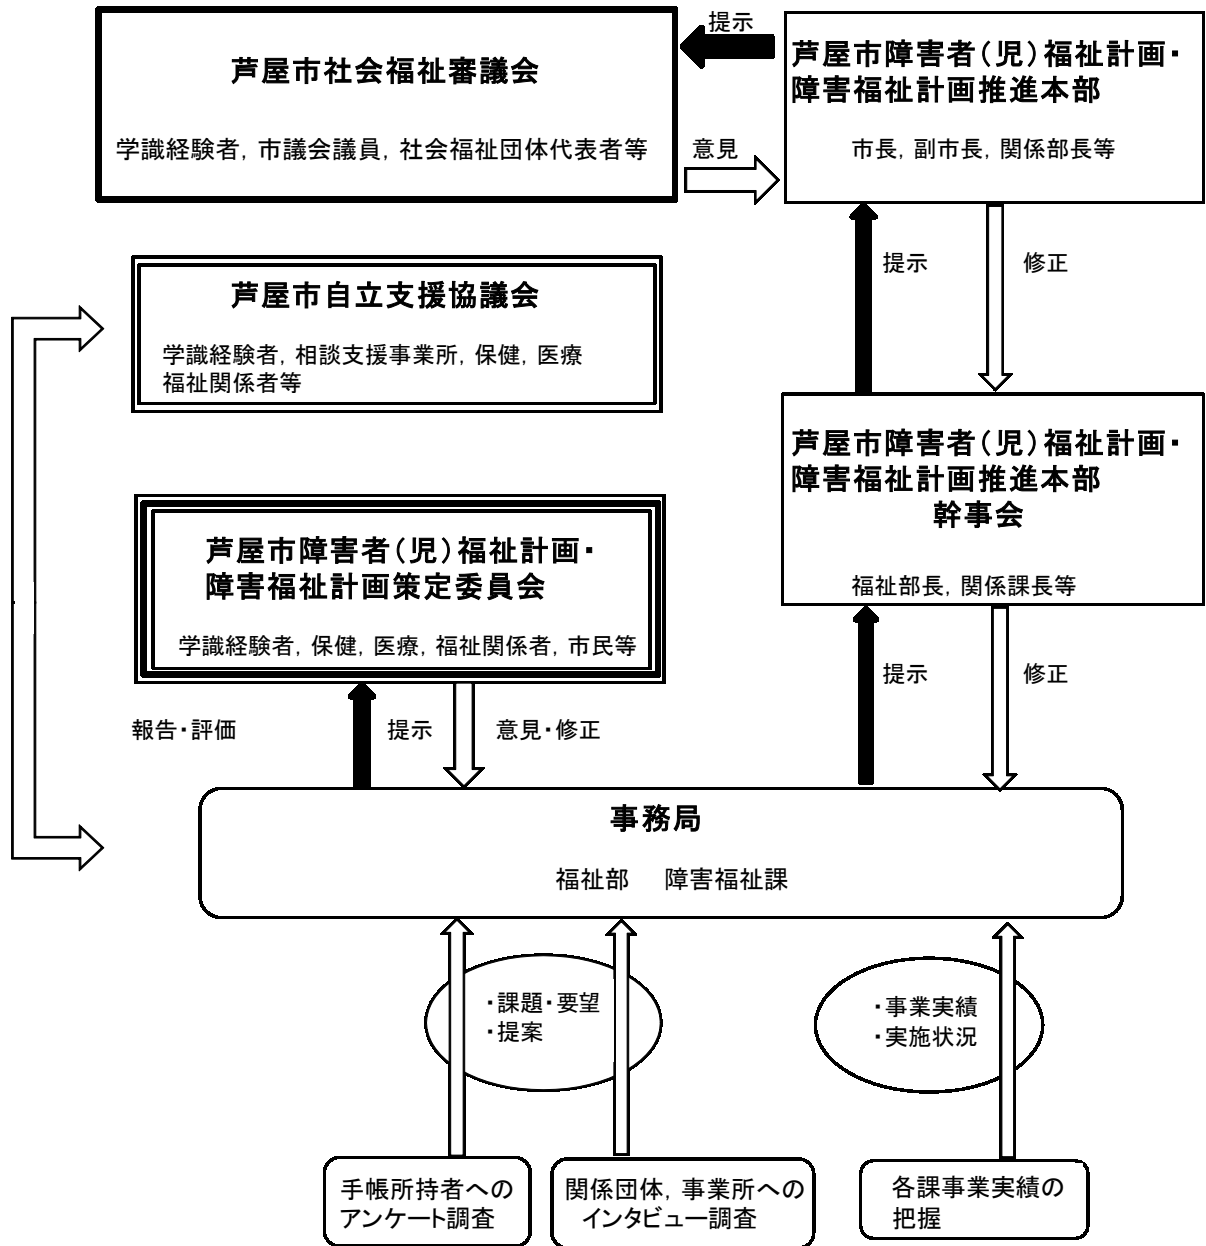 芦屋市社会福祉審議会
学識経験者，市議会議員，社会福祉団体代表者等
提示
意見
芦屋市障害者（児）福祉計画・
障害福祉計画推進本部
市長，副市長，関係部長等
提示
修正
芦屋市自立支援協議会
学識経験者，相談支援事業所，保健，医療
福祉関係者等
芦屋市障害者（児）福祉計画・
障害福祉計画推進本部
幹事会
福祉部長，関係課長等
芦屋市障害者（児）福祉計画・
障害福祉計画策定委員会
学識経験者，保健，医療，福祉関係者，市民等
提示
修正
報告・評価
提示
意見・修正
事務局
福祉部　障害福祉課
・課題・要望
・提案
・事業実績
・実施状況
手帳所持者への
アンケート調査
関係団体，事業所への
インタビュー調査
各課事業実績の
把握